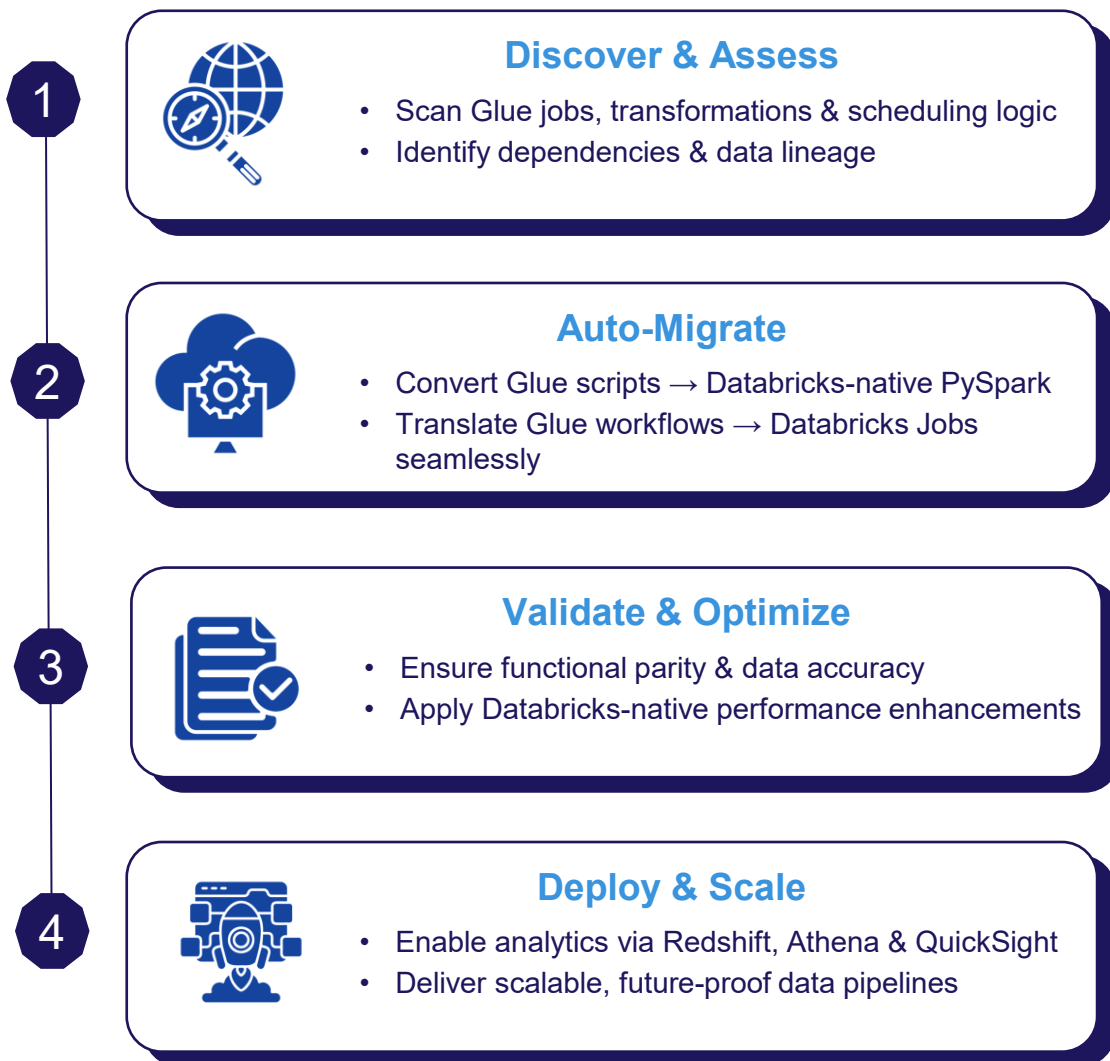 1
Discover & Assess
• Scan Glue jobs, transformations & scheduling logic
• Identify dependencies & data lineage
2
Auto-Migrate
• Convert Glue scripts → Databricks-native PySpark
• Translate Glue workflows → Databricks Jobs
seamlessly
3
Validate & Optimize
• Ensure functional parity & data accuracy
• Apply Databricks-native performance enhancements
4
Deploy & Scale
• Enable analytics via Redshift, Athena & QuickSight
• Deliver scalable, future-proof data pipelines